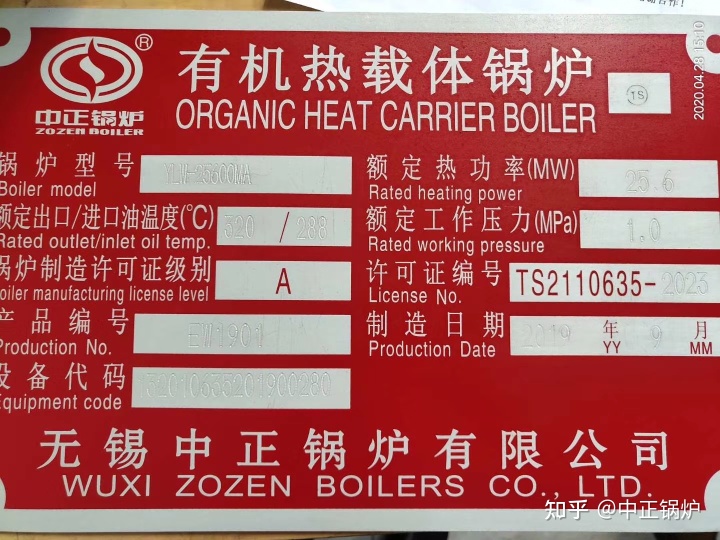 2020.04.28 15:10
®
中正锅炉
ZOZEN BOILER
有机热载体锅炉
ORGANIC HEAT CARRIER BOILER
TS
锅炉型号
Boiler model
YLW-25600MA
额定热功率(MW)
Rated heating power
25.6
额定出口/进口油温度(℃)
Rated outlet/inlet oil temp.
320 / 288
额定工作压力(MPa)
Rated working pressure
1.0
锅炉制造许可证级别
Boiler manufacturing license level
A
许可证编号
License No.
TS2110635-2023
产品编号
Production No.
EW1901
制造日期
Production Date
2019 年 9 月
YY MM
设备代码
Equipment code
无锡中正锅炉有限公司
WUXI ZOZEN BOILERS CO., LTD.
知乎 @中正锅炉